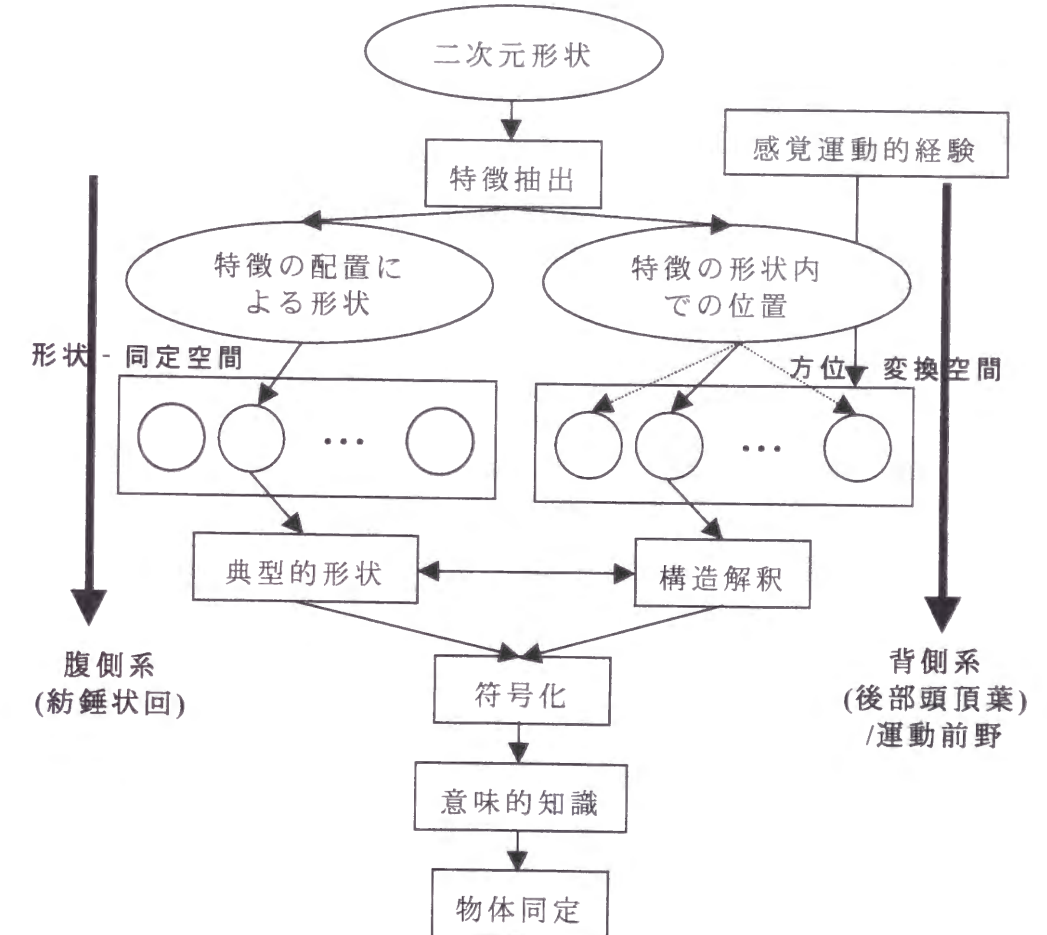 二次元形状
感覚運動的経験
特徴抽出
特徴の配置に
よる形状
特徴の形状内
での位置
形状 - 同定空間
方位 - 変換空間
...
...
典型的形状
構造解釈
腹側系
(紡錘状回)
符号化
背側系
(後部頭頂葉)
/運動前野
意味的知識
物体同定